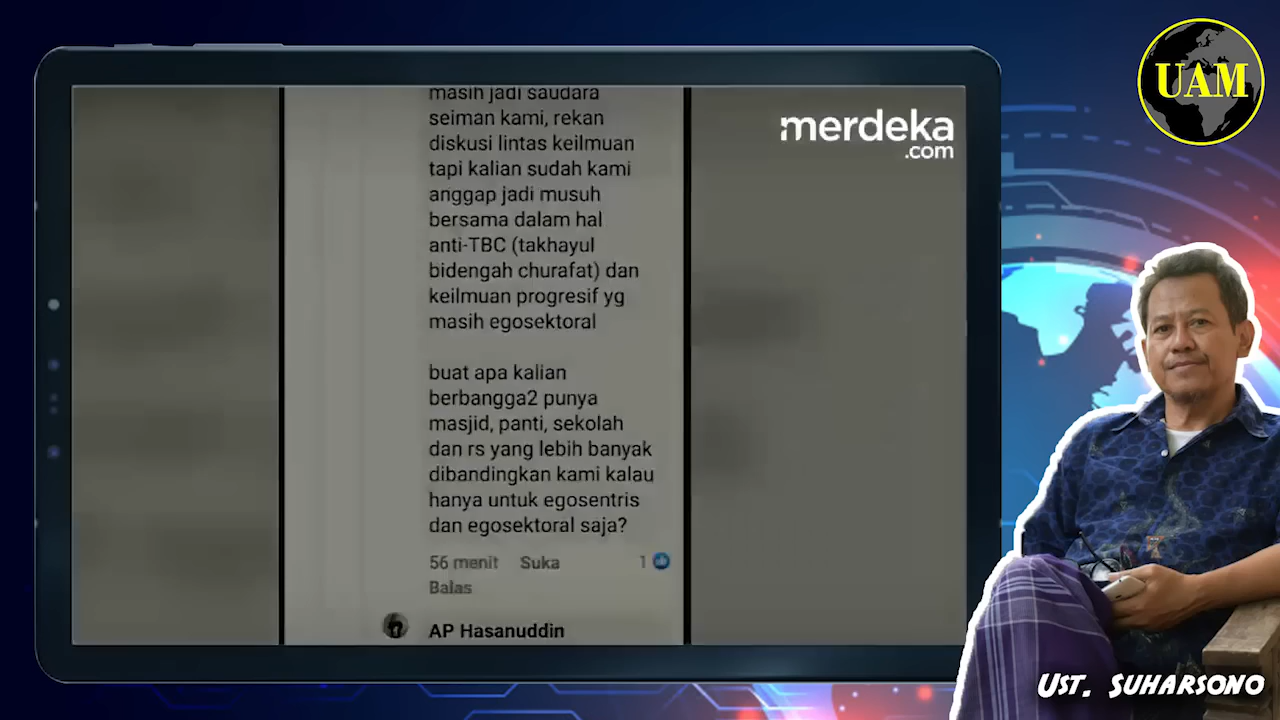 masih jadi saudara
seiman kami, rekan
diskusi lintas keilmuan
tapi kalian sudah kami
anggap jadi musuh
bersama dalam hal
anti-TBC (takhayul
bidengah churafat) dan
keilmuan progresif yg
masih egosektoral
buat apa kalian
berbangga2 punya
masjid, panti, sekolah
dan rs yang lebih banyak
dibandingkan kami kalau
hanya untuk egosentris
dan egosektoral saja?
56 menit Suka 1
Balas
AP Hasanuddin
merdeka
.com
UAM
UST. SUHARSONO